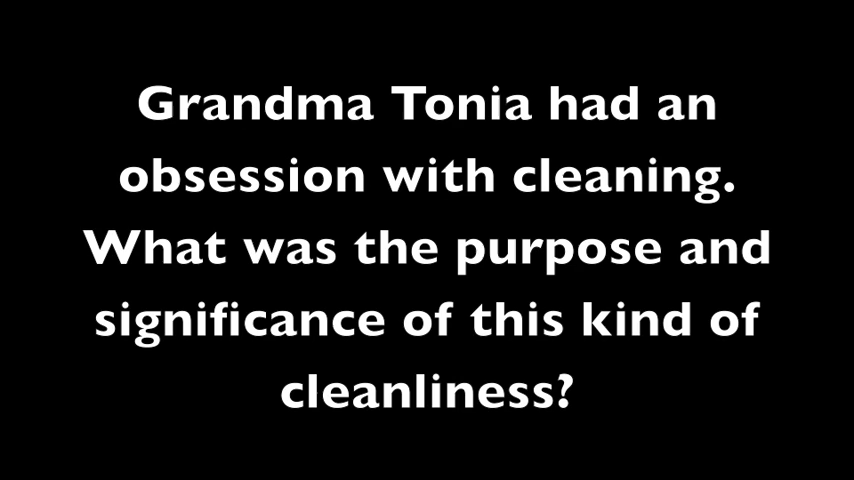 Grandma Tonia had an
obsession with cleaning.
What was the purpose and
significance of this kind of
cleanliness?